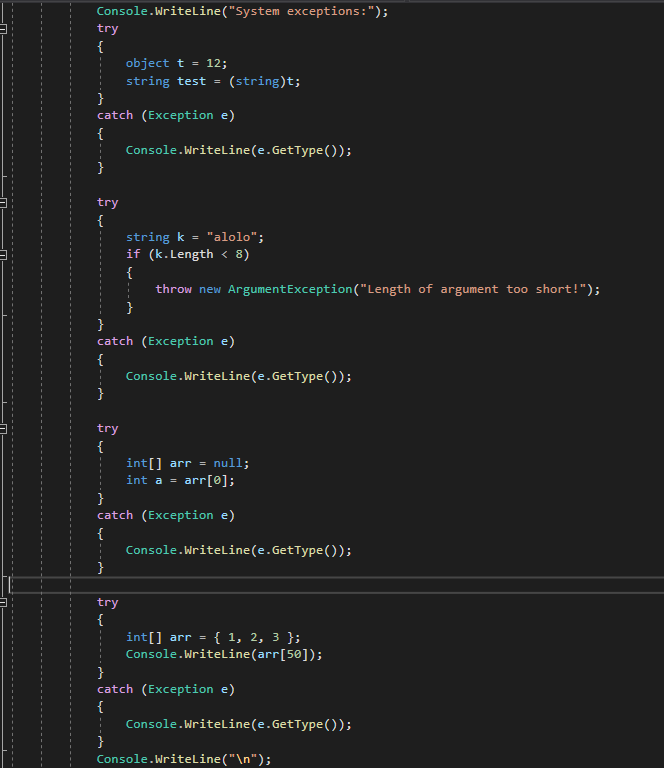 Console.WriteLine("System exceptions:");
try
{
object t = 12;
string test = (string)t;
}
catch (Exception e)
{
Console.WriteLine(e.GetType());
}
try
{
string k = "alolo";
if (k.Length < 8)
{
throw new ArgumentException("Length of argument too short!");
}
}
catch (Exception e)
{
Console.WriteLine(e.GetType());
}
try
{
int[] arr = null;
int a = arr[0];
}
catch (Exception e)
{
Console.WriteLine(e.GetType());
}
try
{
int[] arr = { 1, 2, 3 };
Console.WriteLine(arr[50]);
}
catch (Exception e)
{
Console.WriteLine(e.GetType());
}
Console.WriteLine("\n");